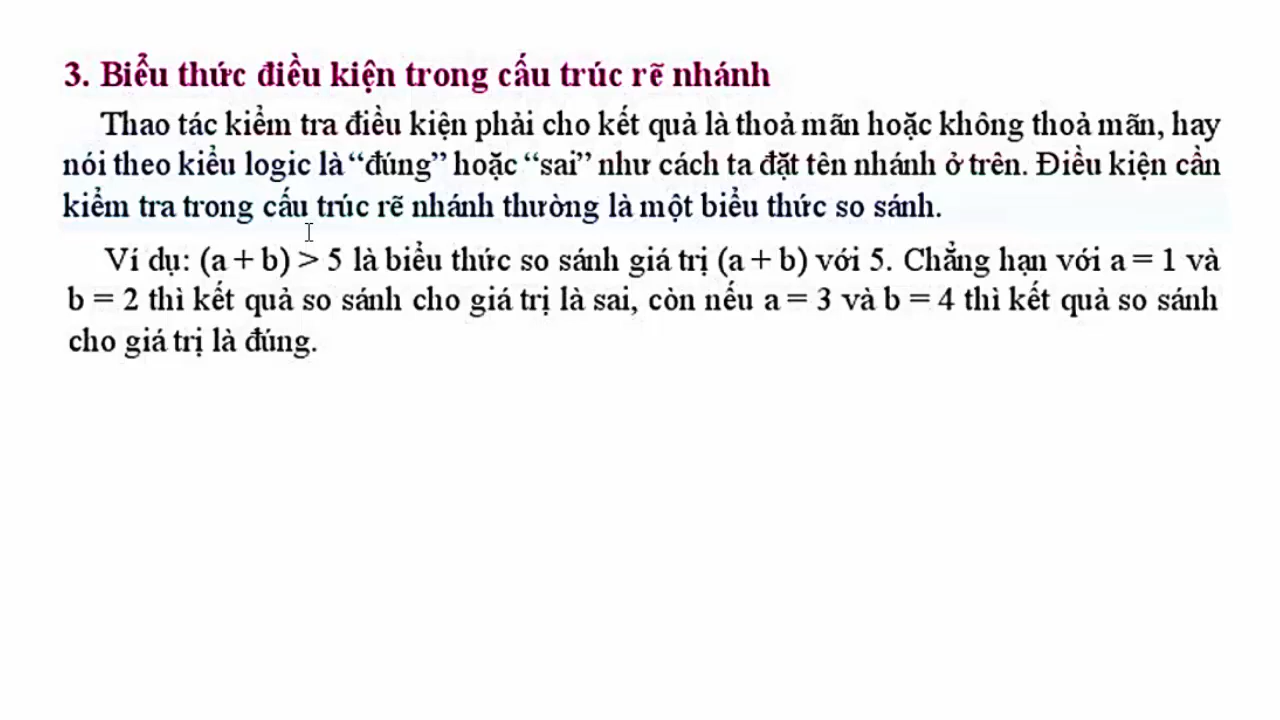 3. Biểu thức điều kiện trong cấu trúc rẽ nhánh
Thao tác kiểm tra điều kiện phải cho kết quả là thoả mãn hoặc không thoả mãn, hay
nói theo kiểu logic là “đúng” hoặc “sai” như cách ta đặt tên nhánh ở trên. Điều kiện cần
kiểm tra trong cấu trúc rẽ nhánh thường là một biểu thức so sánh.
Ví dụ: (a + b) > 5 là biểu thức so sánh giá trị (a + b) với 5. Chẳng hạn với a = 1 và
b = 2 thì kết quả so sánh cho giá trị là sai, còn nếu a = 3 và b = 4 thì kết quả so sánh
cho giá trị là đúng.